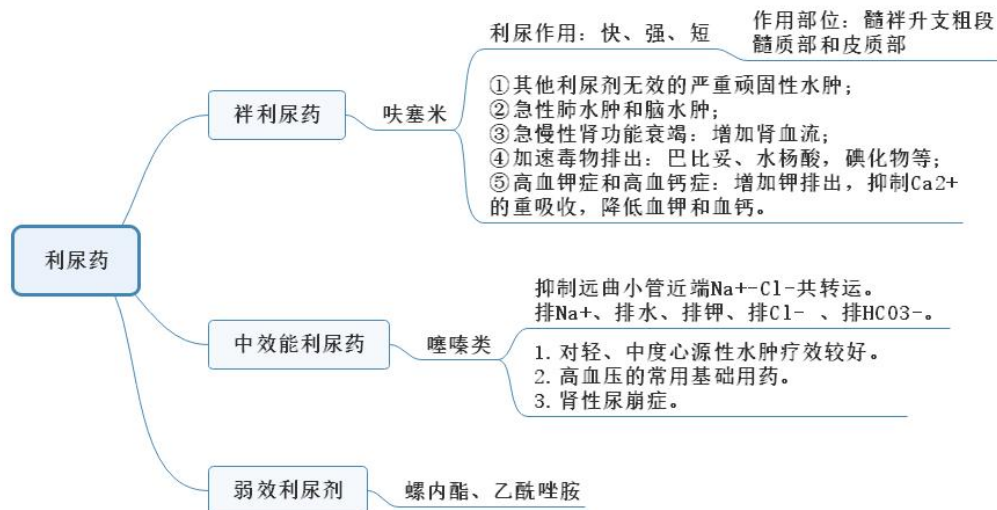 利尿药
袢利尿药
呋塞米
利尿作用：快、强、短
作用部位：髓袢升支粗段
髓质部和皮质部
①其他利尿剂无效的严重顽固性水肿；
②急性肺水肿和脑水肿；
③急慢性肾功能衰竭：增加肾血流；
④加速毒物排出：巴比妥、水杨酸，碘化物等；
⑤高血钾症和高血钙症：增加钾排出，抑制Ca2+
的重吸收，降低血钾和血钙。
中效能利尿药
噻嗪类
抑制远曲小管近端Na+-Cl-共转运。
排Na+、排水、排钾、排Cl- 、排HCO3-。
1. 对轻、中度心源性水肿疗效较好。
2. 高血压的常用基础用药。
3. 肾性尿崩症。
弱效利尿剂
螺内酯、乙酰唑胺